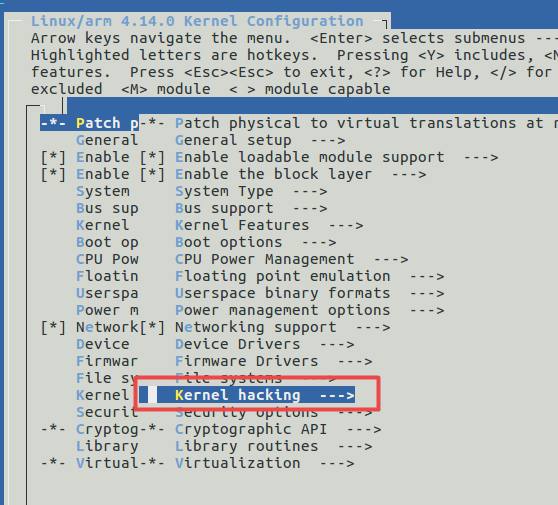 Linux/arm 4.14.0 Kernel Configuration
Arrow keys navigate the menu.  <Enter> selects submenus ---
Highlighted letters are hotkeys.  Pressing <Y> includes, <N
features.  Press <Esc><Esc> to exit, <?> for Help, </> for
excluded  <M> module  < > module capable
-*- Patch p-*- Patch physical to virtual translations at r
General    General setup  --->
[*] Enable [*] Enable loadable module support  --->
[*] Enable [*] Enable the block layer  --->
System     System Type  --->
Bus sup    Bus support  --->
Kernel     Kernel Features  --->
Boot op    Boot options  --->
CPU Pow    CPU Power Management  --->
Floatin    Floating point emulation  --->
Userspa    Userspace binary formats  --->
Power m    Power management options  --->
[*] Network[*] Networking support  --->
Device     Device Drivers  --->
Firmwar    Firmware Drivers  --->
File sy    File systems  --->
Kernel     Kernel hacking  --->
Securit    Security options  --->
-*- Cryptog-*- Cryptographic API  --->
Library    Library routines  --->
-*- Virtual-*- Virtualization  --->